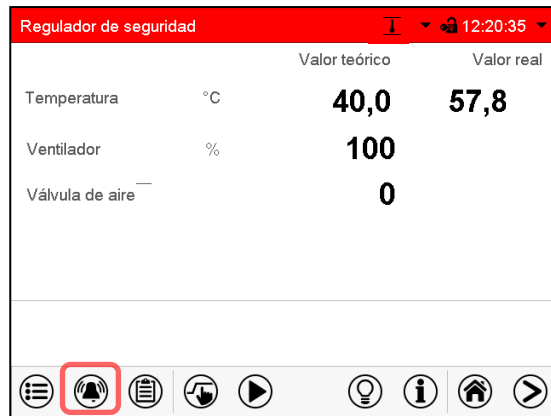 Regulador de seguridad 12:20:35
Valor teórico Valor real
Temperatura °C 40,0 57,8
Ventilador % 100
Válvula de aire 0